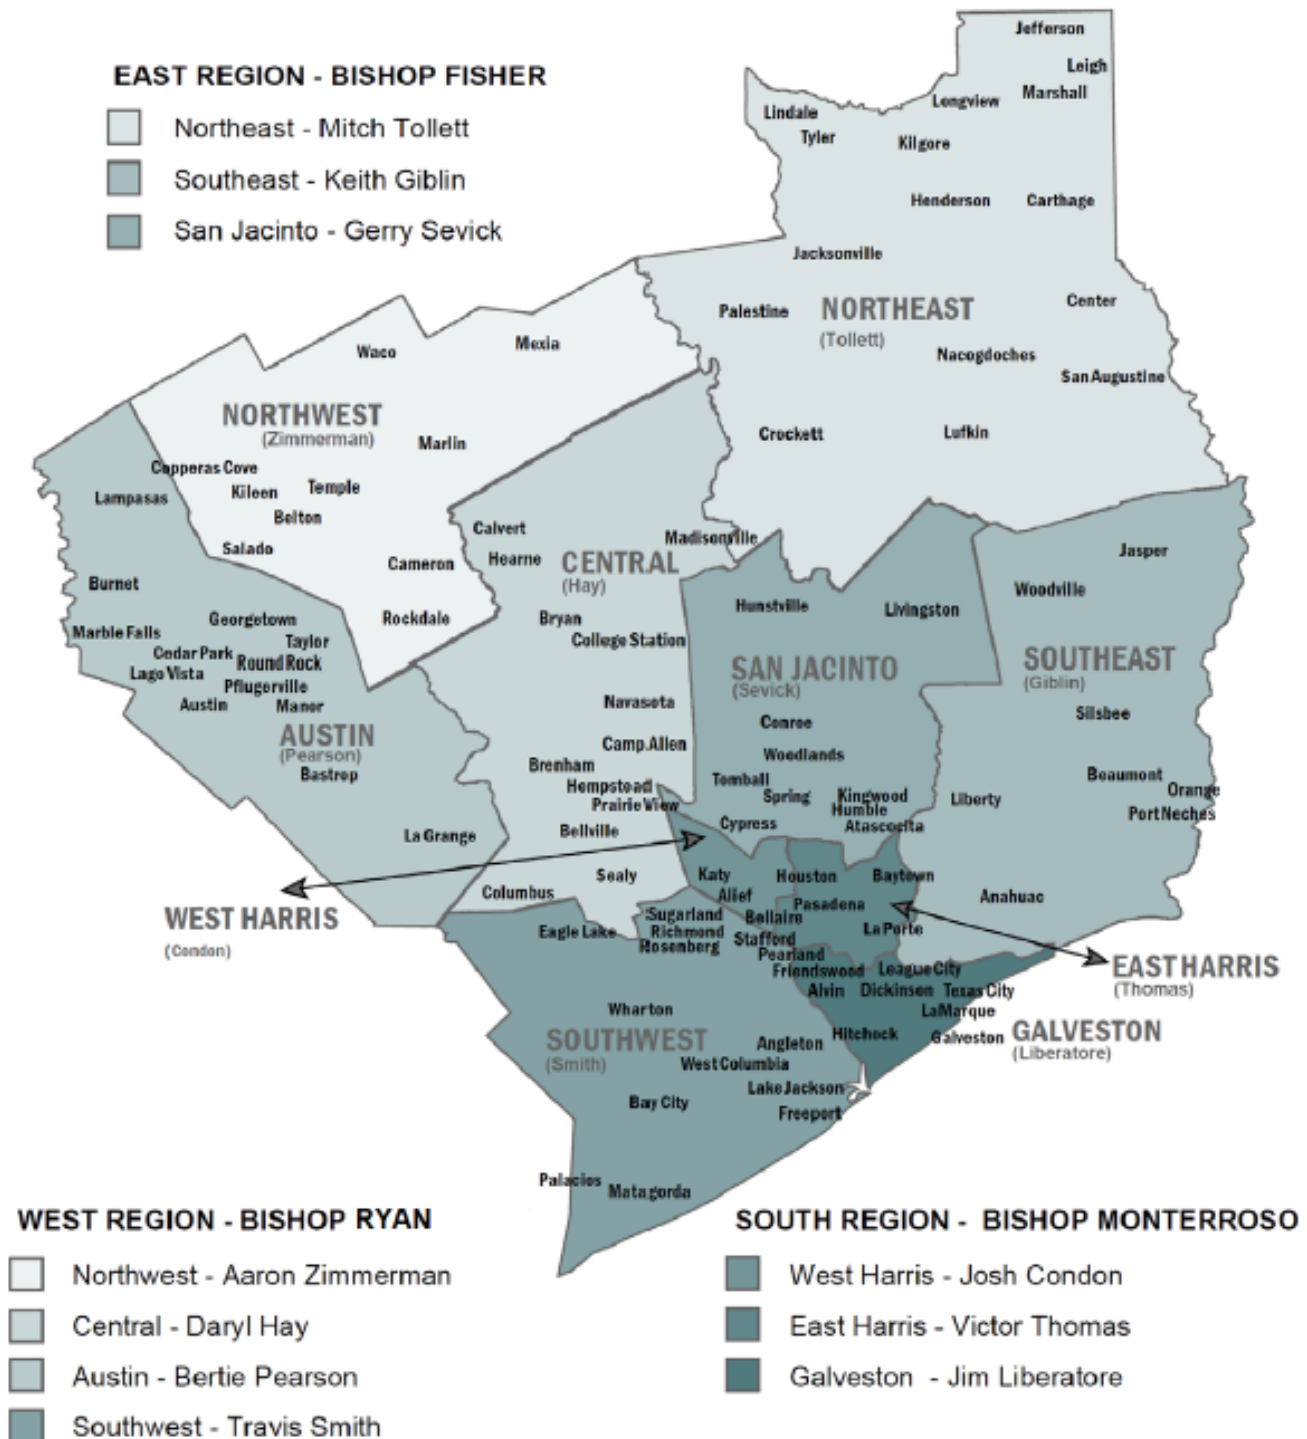 EAST REGION - BISHOP FISHER
Northeast - Mitch Tollett
Southeast - Keith Giblin
San Jacinto - Gerry Sevick
Jefferson
Leigh
Marshall
Longview
Lindale
Tyler
Kilgore
Henderson
Carthage
Jacksonville
Palestine
NORTHEAST
(Tollett)
Center
Nacogdoches
San Augustine
Crockett
Lufkin
Waco
Mexia
NORTHWEST
(Zimmerman)
Marlin
Copperas Cove
Kileen
Temple
Belton
Salado
Cameron
Rockdale
Lampasas
Burnet
Georgetown
Marble Falls
Taylor
Cedar Park
Round Rock
Lago Vista
Pflugerville
Austin
Manor
AUSTIN
(Pearson)
Bastrop
La Grange
Calvert
Hearne
CENTRAL
(Hay)
Madisonville
Bryan
College Station
Navasota
Camp Allen
Brenham
Hempstead
Prairie View
Bellville
Sealy
Columbus
Hunstville
Livingston
SAN JACINTO
(Sevick)
Conroe
Woodlands
Tomball
Spring
Kingwood
Humble
Cypress
Atascocita
Jasper
Woodville
SOUTHEAST
(Giblin)
Silsbee
Beaumont
Orange
Liberty
Port Neches
Anahuac
WEST HARRIS
(Condon)
Katy
Alief
Houston
Baytown
Pasadena
Bellaire
La Porte
EAST HARRIS
(Thomas)
Sugarland
Eagle Lake
Richmond
Rosenberg
Stafford
Pearland
Friendswood
League City
Alvin
Dickinson
Texas City
LaMarque
Hitchock
Galveston
GALVESTON
(Liberatore)
Wharton
SOUTHWEST
(Smith)
Angleton
West Columbia
Lake Jackson
Bay City
Freeport
Palacios
Matagorda
WEST REGION - BISHOP RYAN
Northwest - Aaron Zimmerman
Central - Daryl Hay
Austin - Bertie Pearson
Southwest - Travis Smith
SOUTH REGION - BISHOP MONTERROSO
West Harris - Josh Condon
East Harris - Victor Thomas
Galveston - Jim Liberatore